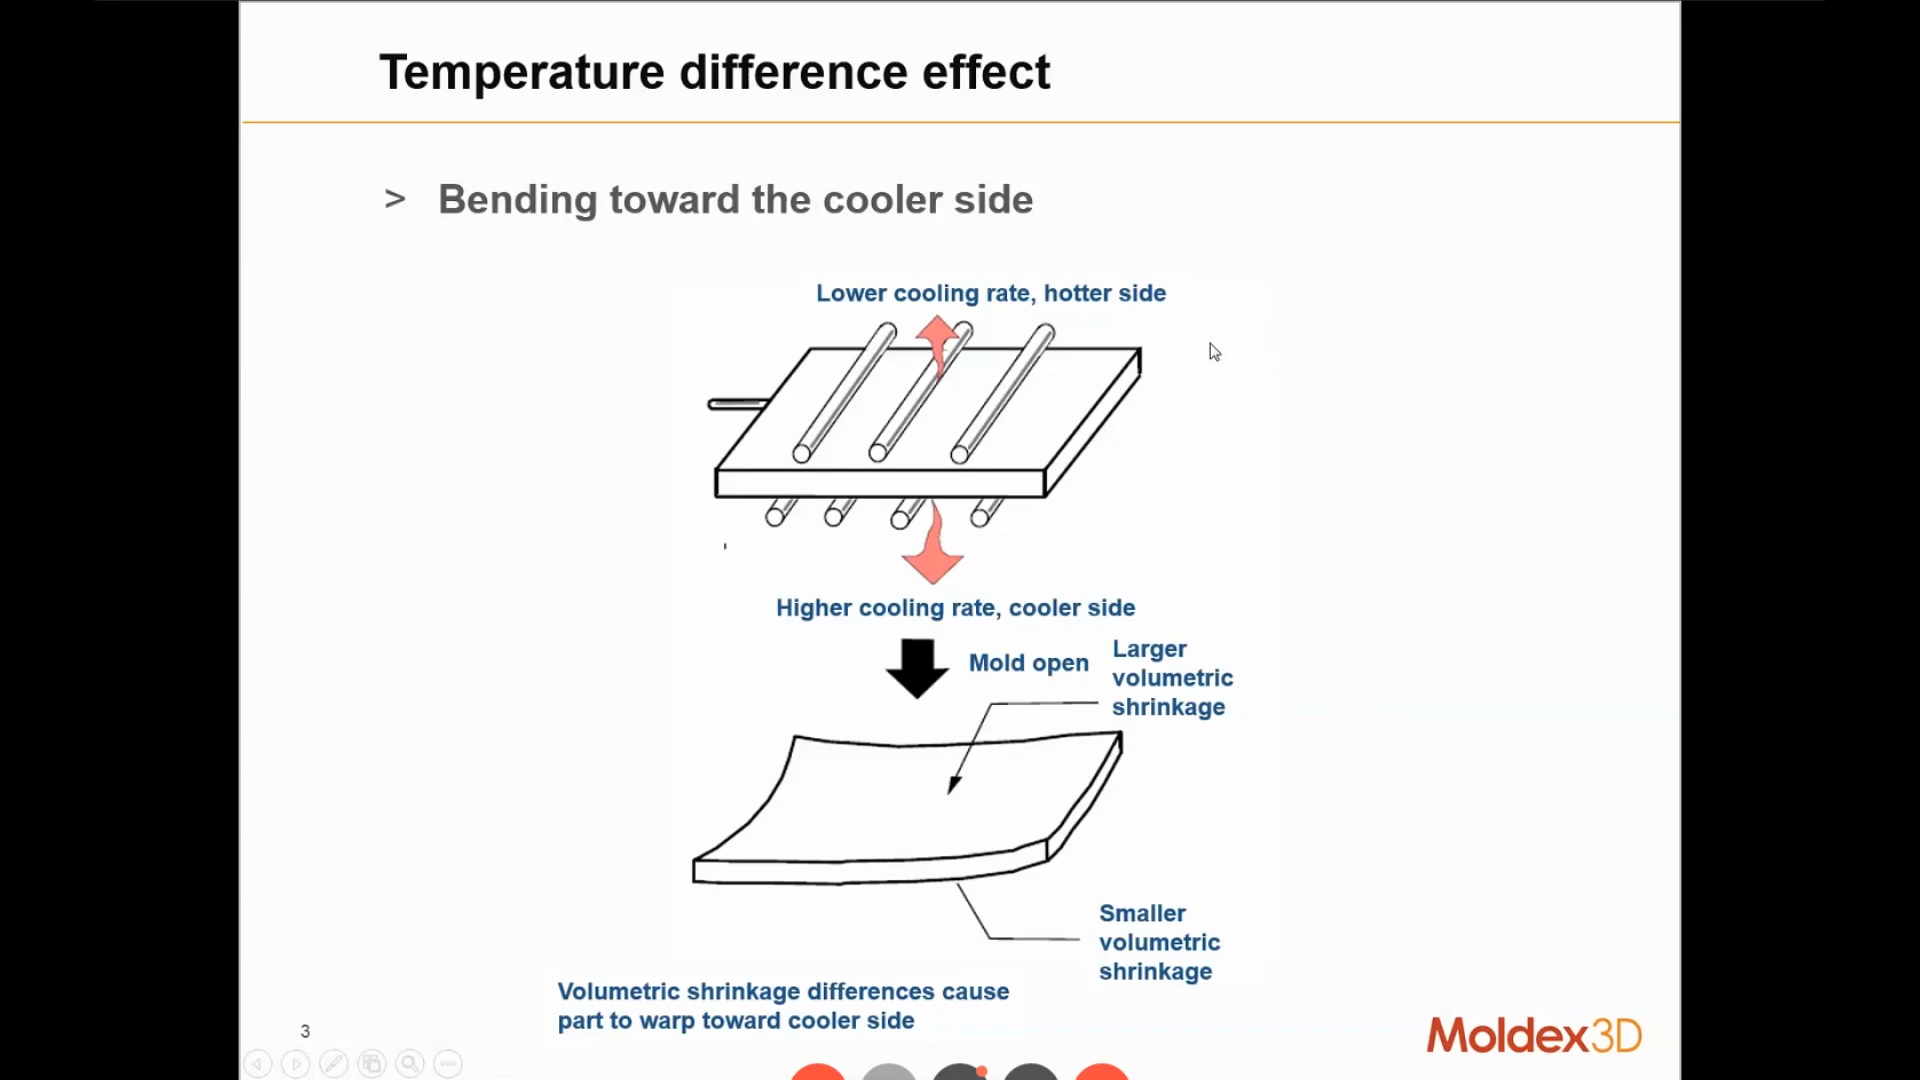 Temperature difference effect
> Bending toward the cooler side
Lower cooling rate, hotter side
Higher cooling rate, cooler side
Mold open
Larger
volumetric
shrinkage
Smaller
volumetric
shrinkage
Volumetric shrinkage differences cause
part to warp toward cooler side
3
Moldex3D